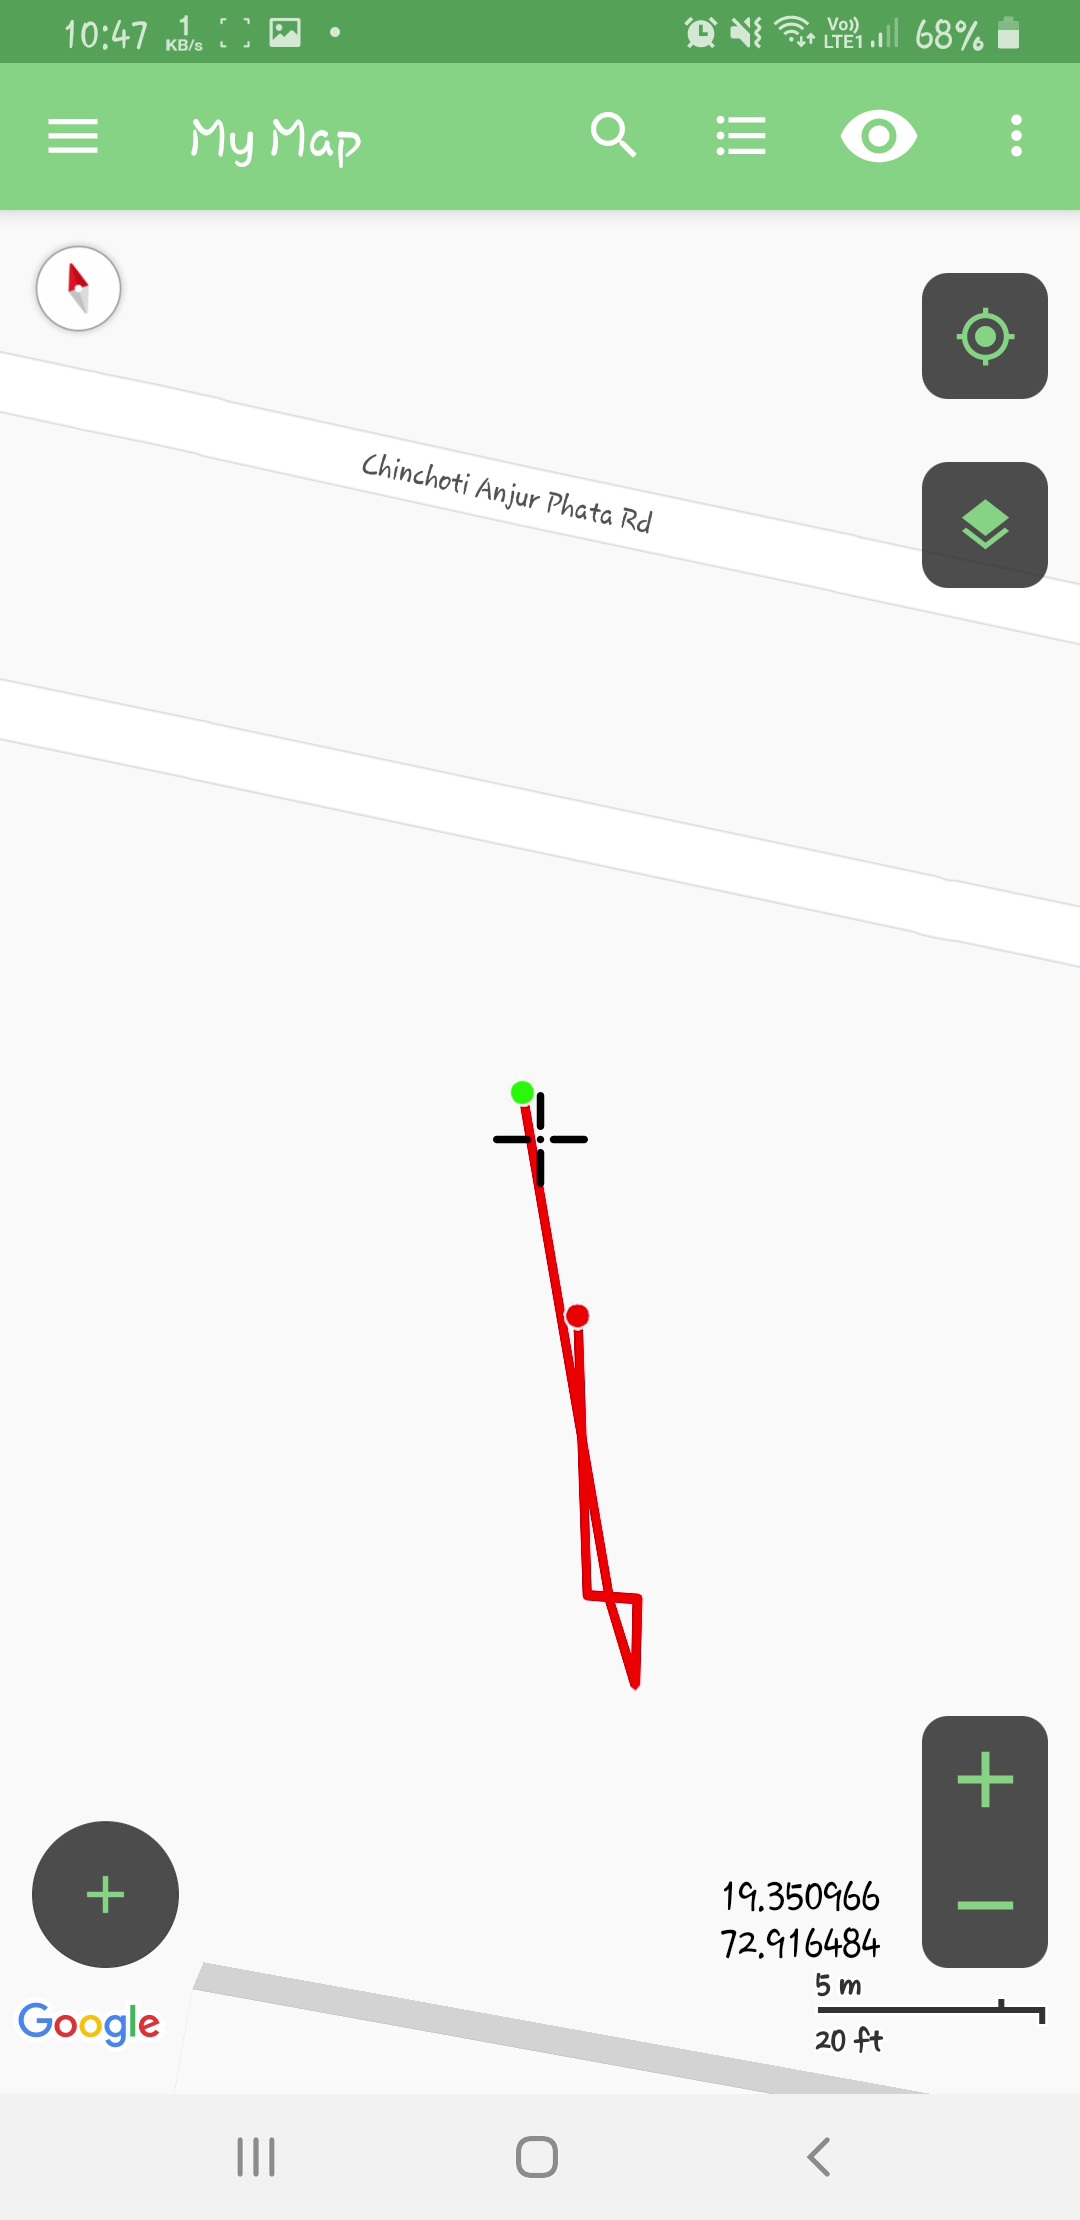 10:47 1 KB/s Vo)) LTE1 68%
My Map
Chinchoti Anjur Phata Rd
19.350966
72.916484
5 m
20 ft
Google